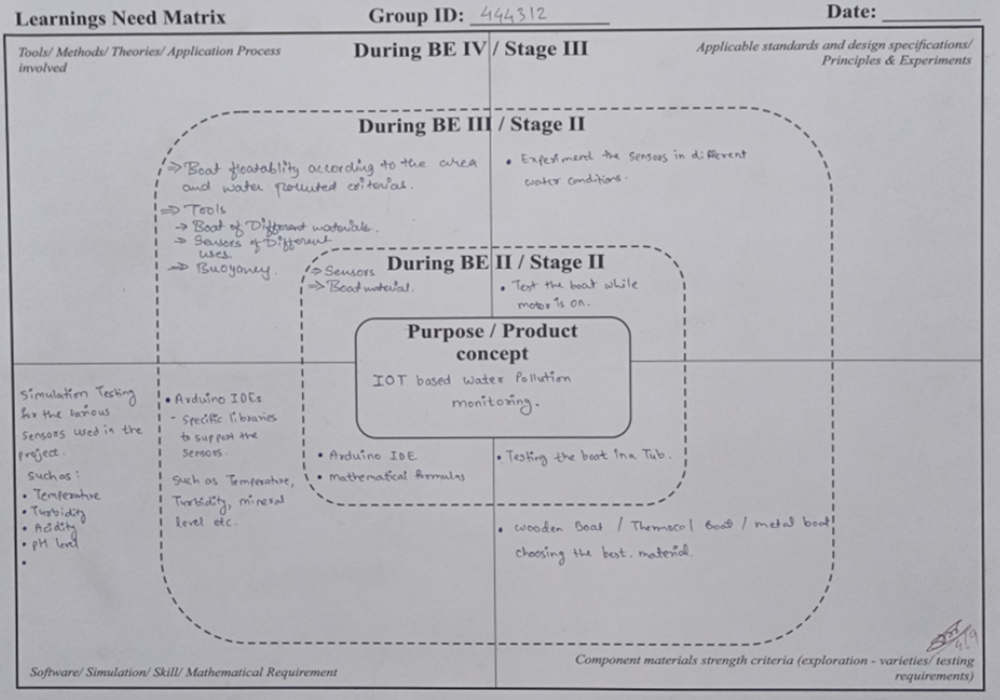 Learnings Need Matrix
Group ID: 444312
Date:
Tools/ Methods/ Theories/ Application Process
involved
During BE IV / Stage III
Applicable standards and design specifications/
Principles & Experiments
During BE III / Stage II
⇒ Boat floatablity according to the area
and water polluted criterial.
⇒ Tools
→ Boat of Different materials.
→ Sensors of Different
uses.
⇒ Buoyancy.
• Experimend the sensors in different
water conditions.
During BE II / Stage II
⇒ Sensors
⇒ Boat material.
• Test the boat while
motor is on.
Purpose / Product
concept
IOT based Water Pollution
monitoring.
Simulation Testing
for the various
sensors used in the
project.
such as:
• Temperature
• Turbidity
• Acidity
• pH level
•
• Arduino IDEs
- Specific libraries
to support the
sensors.
Such as Temperature,
Turbidity, mineral
level etc.
• Arduino IDE
• mathematical formulas
• Testing the boat in a Tub.
• Wooden Boat / Thermocol Boat / metal boat
choosing the best material.
Software/ Simulation/ Skill/ Mathematical Requirement
Component materials strength criteria (exploration - varieties/ testing
requirements)
4/9